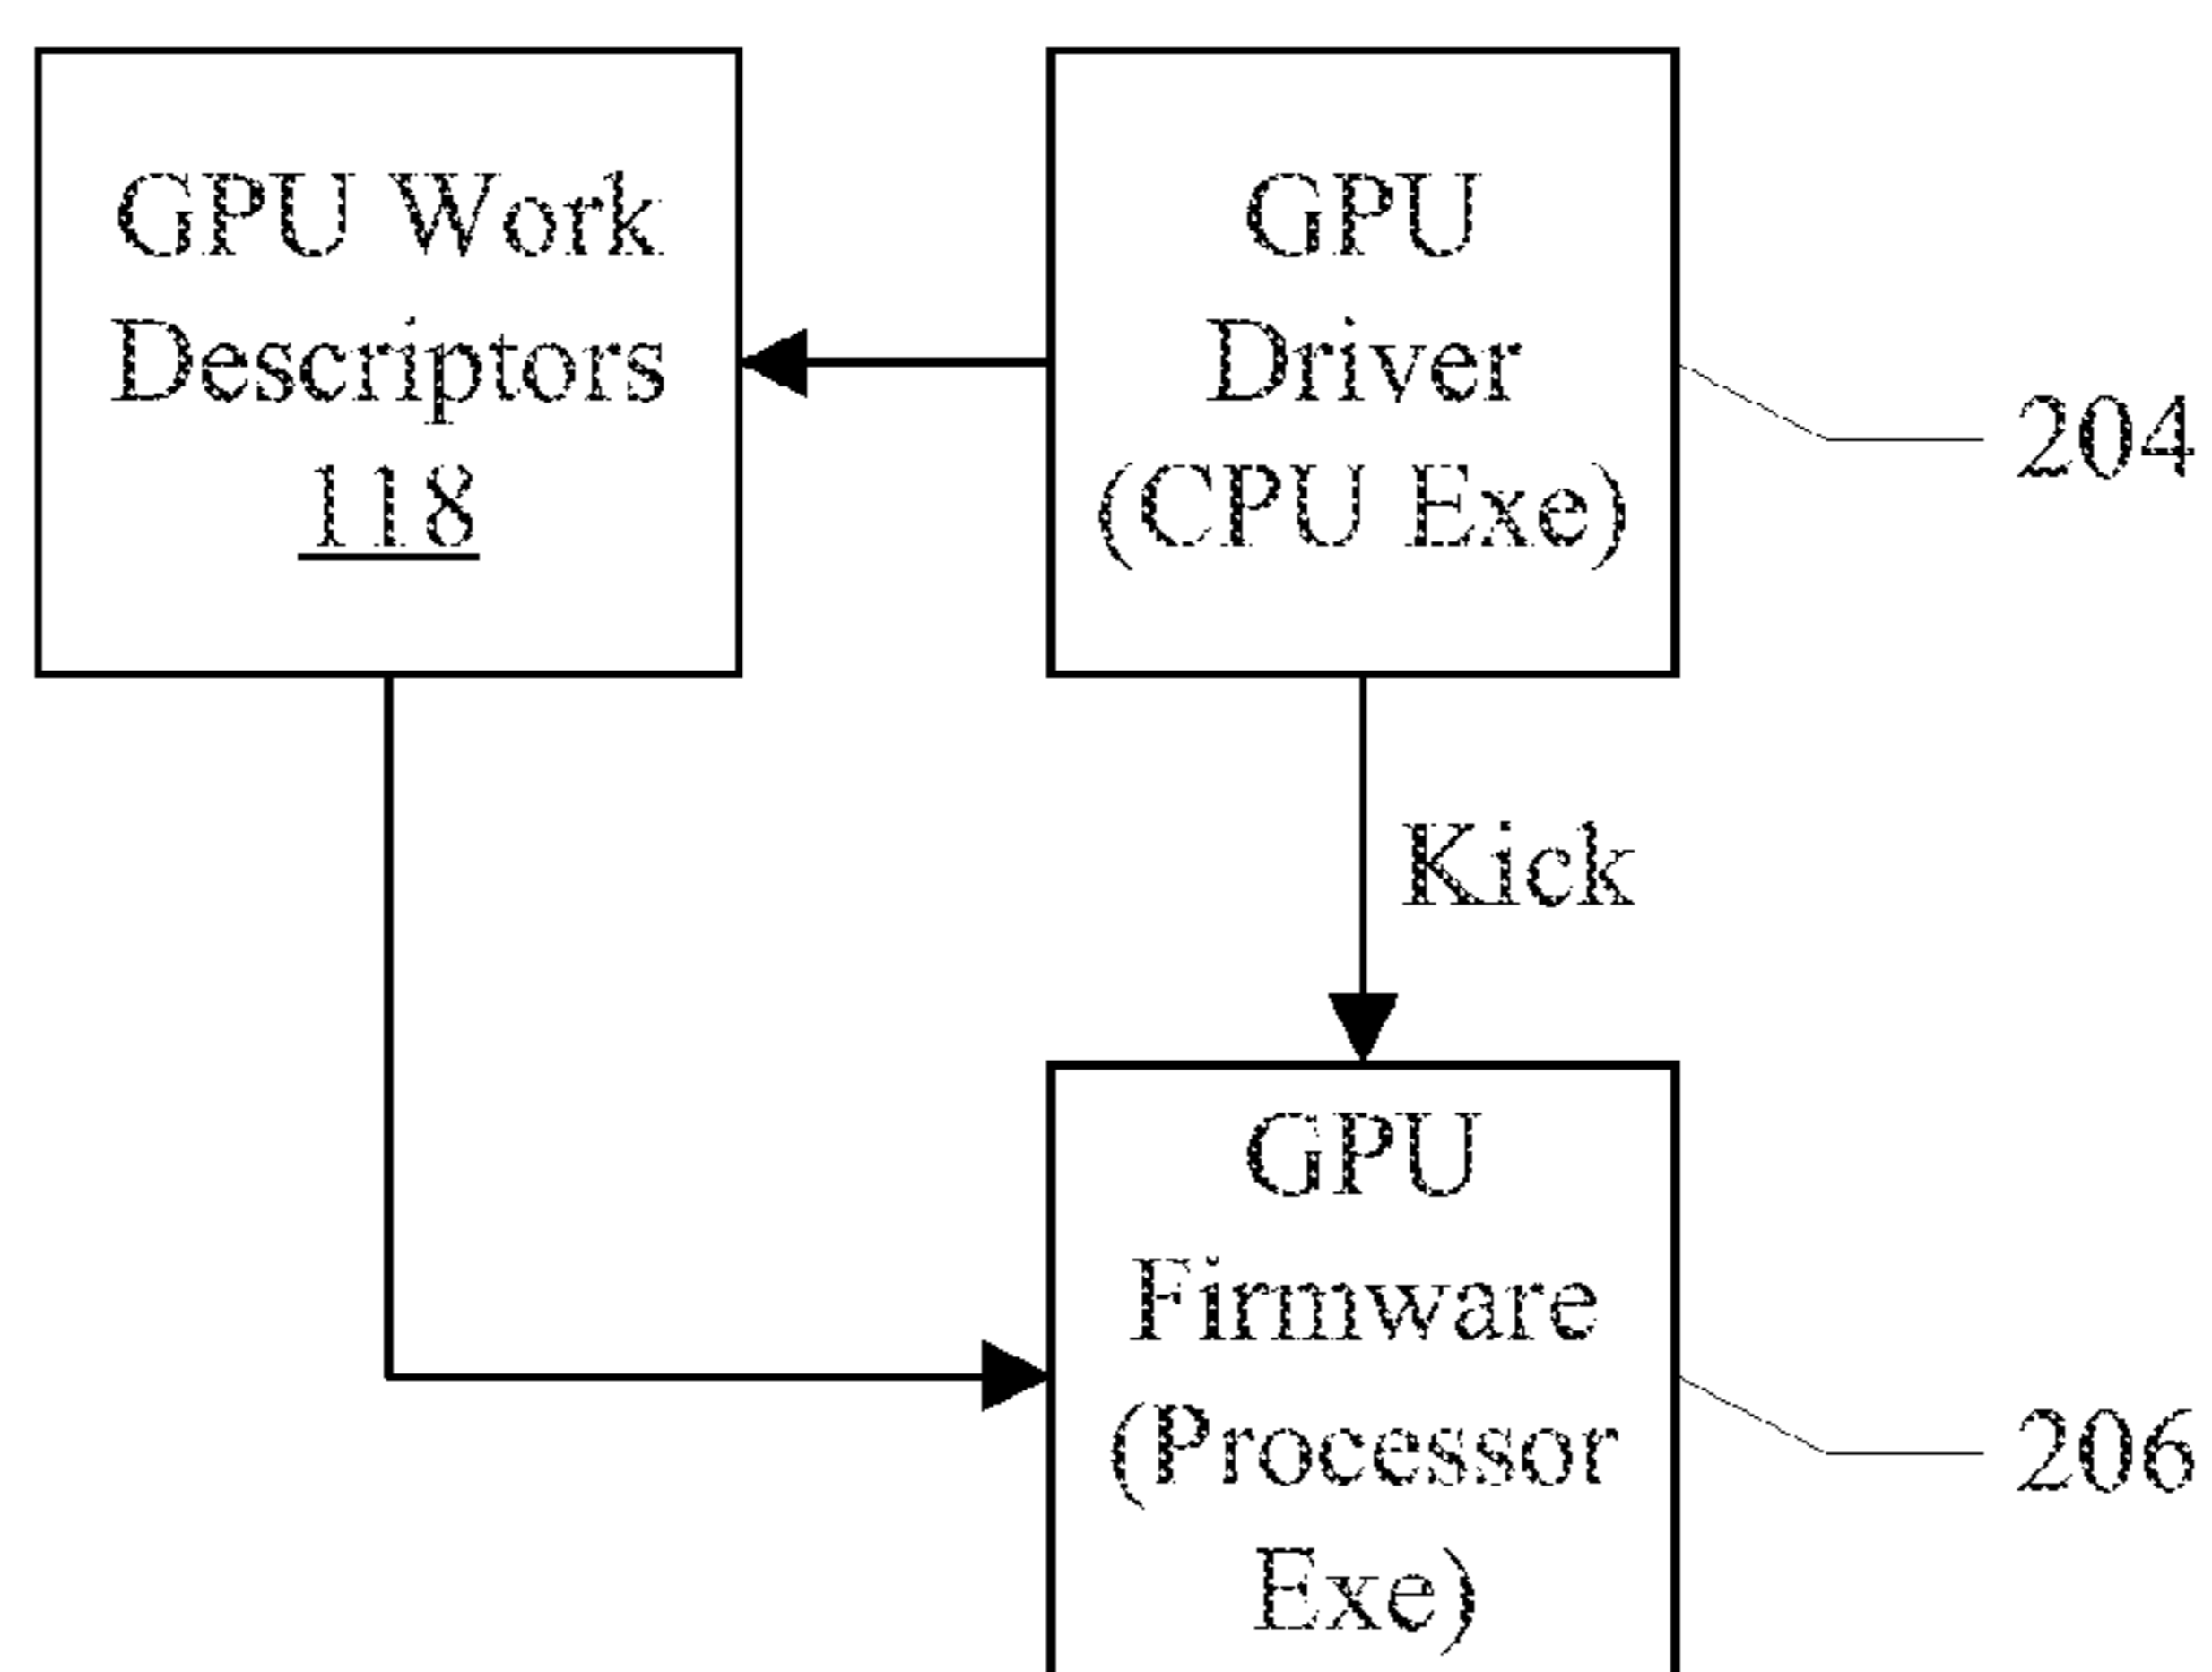 GPU Work
Descriptors
118
GPU
Driver
(CPU Exe)
204
Kick
GPU
Firmware
(Processor
Exe)
206